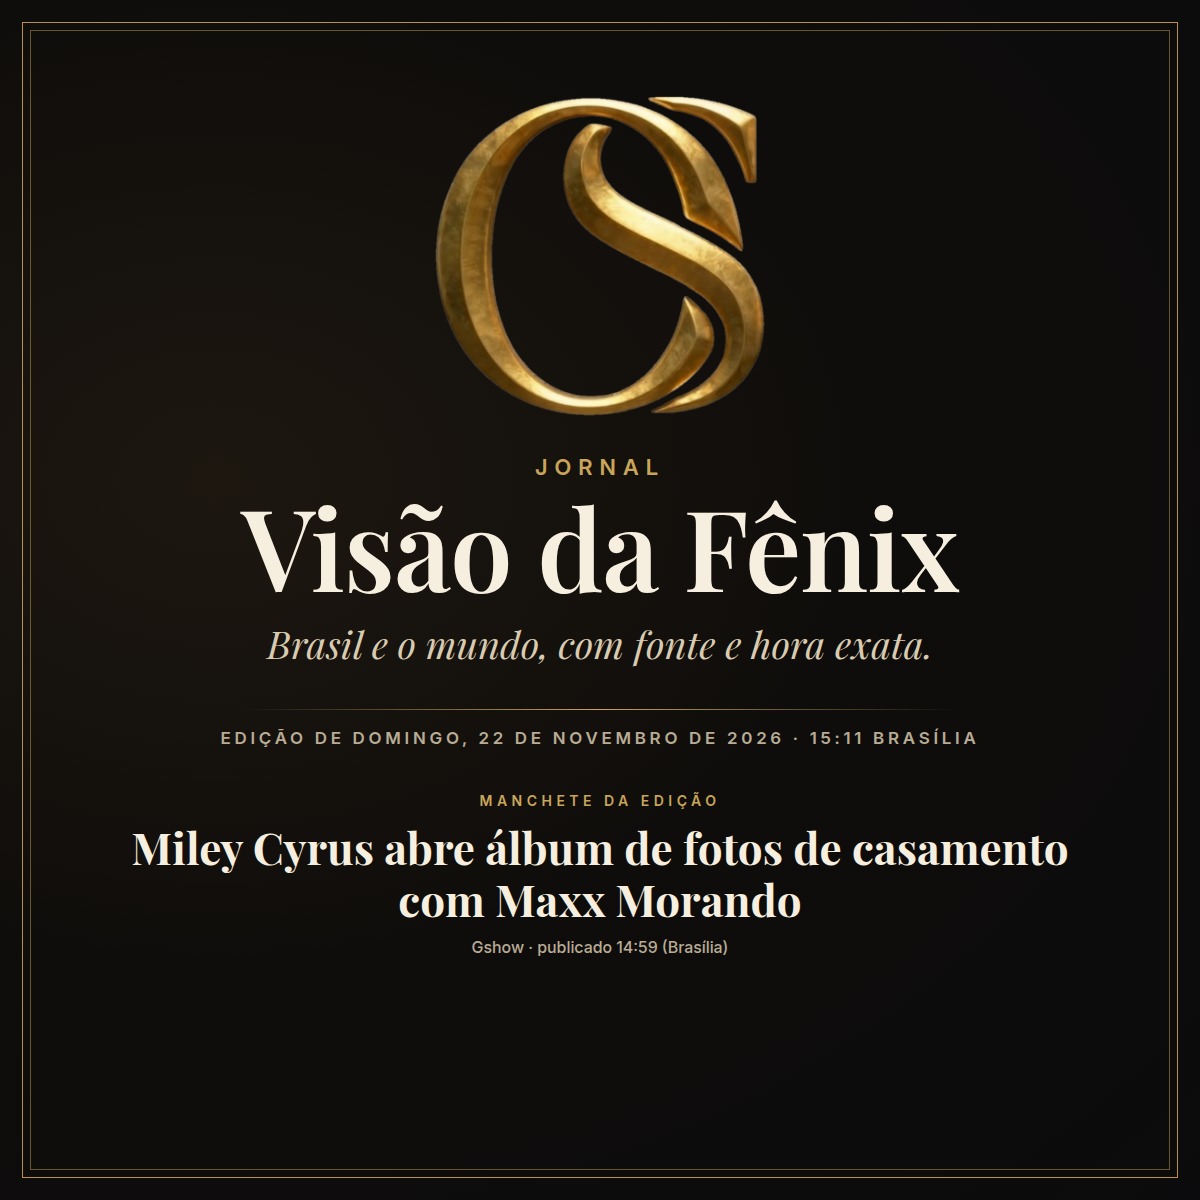 CS
JORNAL
Visão da Fênix
Brasil e o mundo, com fonte e hora exata.
EDIÇÃO DE DOMINGO, 22 DE NOVEMBRO DE 2026 · 15:11 BRASÍLIA
MANCHETE DA EDIÇÃO
Miley Cyrus abre álbum de fotos de casamento
com Maxx Morando
Gshow · publicado 14:59 (Brasília)